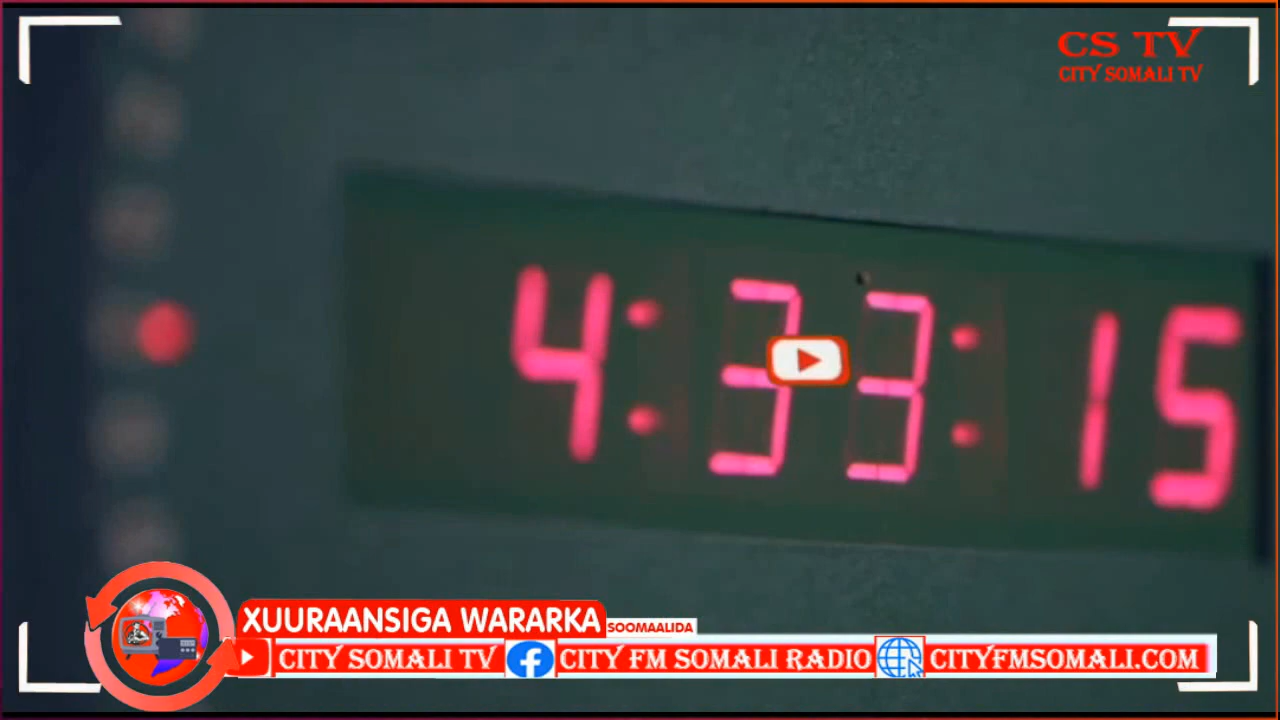 CS TV
CITY SOMALI TV
4:33:15
XUURAANSIGA WARARKA
SOOMAALIDA
CITY SOMALI TV CITY FM SOMALI RADIO CITYFMSOMALI.COM